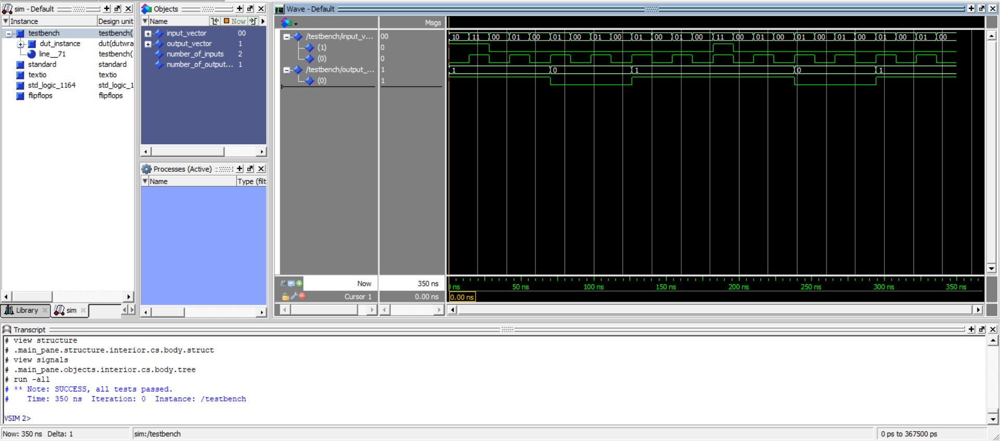 sim - Default
Instance Design unit
testbench testbench(
dut_instance dut(dutwra
line__71 testbench(
standard standard
textio textio
std_logic_1164 std_logic_1
flipflops flipflops
Library sim
Objects
Name Now
input_vector 00
output_vector 1
number_of_inputs 2
number_of_output... 1
Processes (Active)
Name Type (filt
Wave - Default
Msgs
/testbench/input_v... 00
(1) 0
(0) 0
/testbench/output_... 1
(0) 1
10 11 00 01 00 01 00 01 00 01 00 01 00 11 00 01 00 01 00 01 00 01 00 01 00
1 0 1 0 1
Now 350 ns
Cursor 1 0.00 ns
ns 50 ns 100 ns 150 ns 200 ns 250 ns 300 ns 350 ns
0.00 ns
Transcript
# view structure
# .main_pane.structure.interior.cs.body.struct
# view signals
# .main_pane.objects.interior.cs.body.tree
# run -all
# ** Note: SUCCESS, all tests passed.
#    Time: 350 ns  Iteration: 0  Instance: /testbench
VSIM 2>
Now: 350 ns  Delta: 1
sim:/testbench
0 ps to 367500 ps